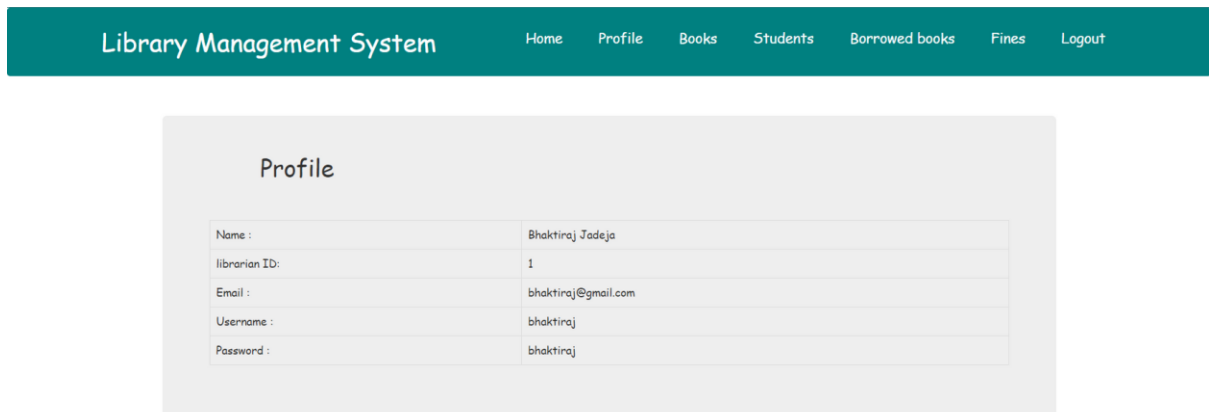 Library Management System Home Profile Books Students Borrowed books Fines Logout
Profile
Name : Bhaktiraj Jadeja
librarian ID: 1
Email : bhaktiraj@gmail.com
Username : bhaktiraj
Password : bhaktiraj